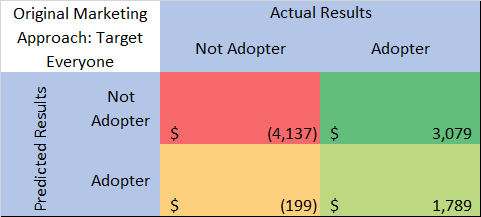 Original Marketing
Approach: Target
Everyone
Actual Results
Not Adopter
Adopter
Predicted Results
Not
Adopter
$ (4,137)
$ 3,079
Adopter
$ (199)
$ 1,789